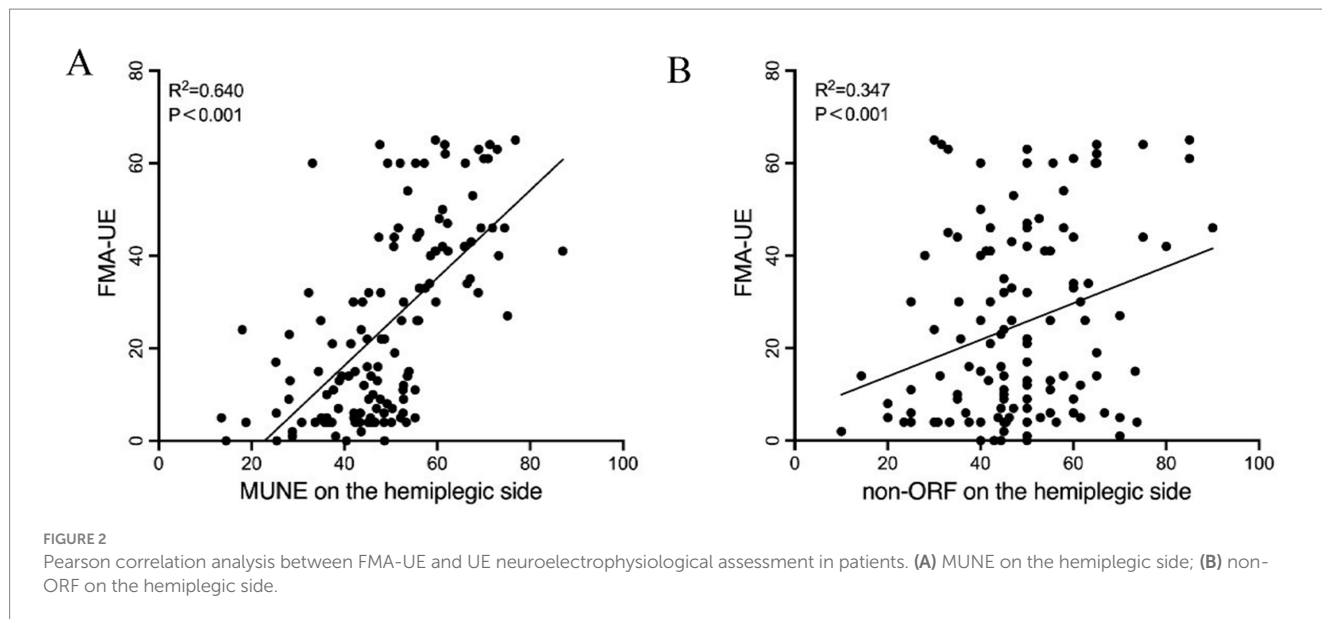 A
R²=0.640
P<0.001
80
60
40
20
0
FMA-UE
0 20 40 60 80 100
MUNE on the hemiplegic side
B
R²=0.347
P<0.001
80
60
40
20
0
FMA-UE
0 20 40 60 80 100
non-ORF on the hemiplegic side
FIGURE 2
Pearson correlation analysis between FMA-UE and UE neuroelectrophysiological assessment in patients. (A) MUNE on the hemiplegic side; (B) non-
ORF on the hemiplegic side.